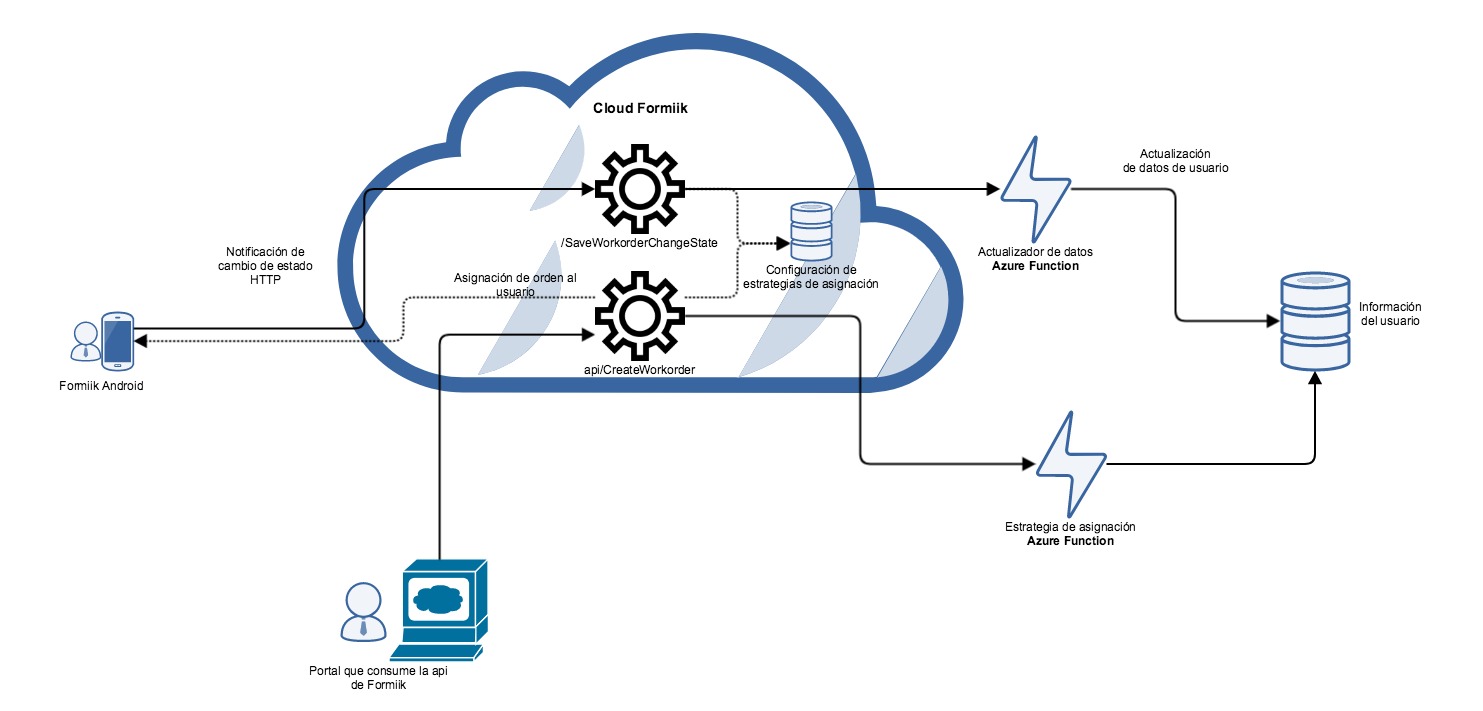 Cloud Formiik
/SaveWorkorderChangeState
Notificación de
cambio de estado
HTTP
Asignación de orden al
usuario
Configuración de
estrategias de asignación
Actualización
de datos de usuario
Actualizador de datos
Azure Function
Información
del usuario
api/CreateWorkorder
Formiik Android
Estrategia de asignación
Azure Function
Portal que consume la api
de Formiik